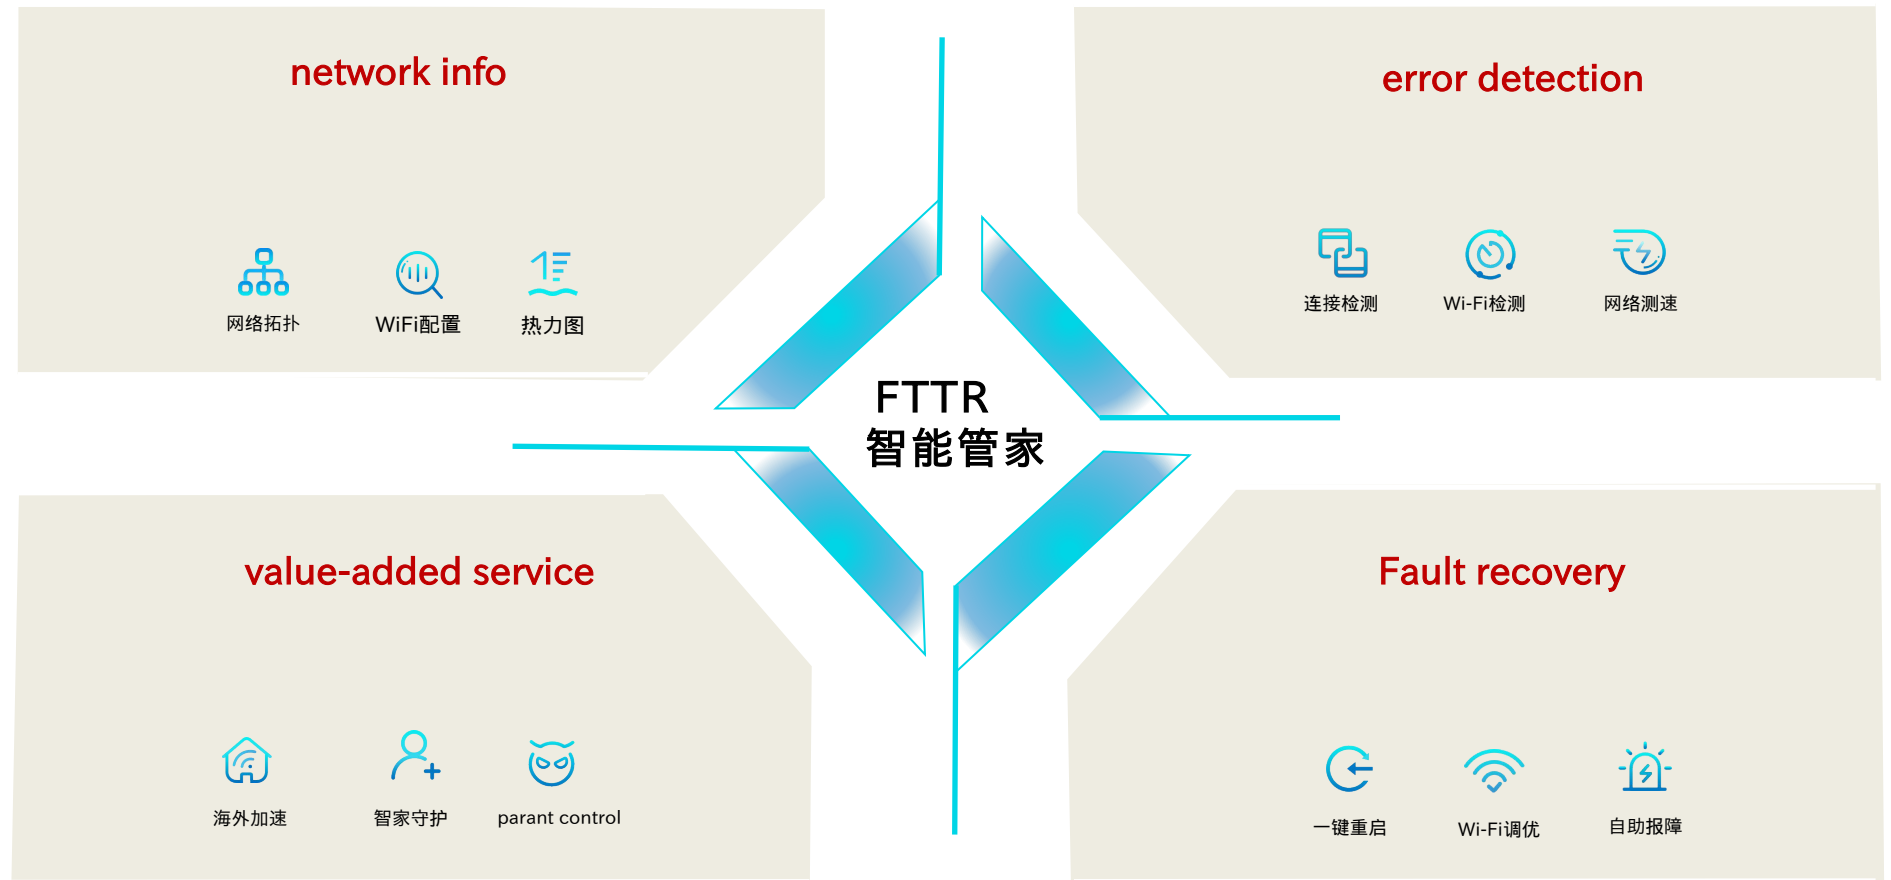 network info
网络拓扑
WiFi配置
热力图
error detection
连接检测
Wi-Fi检测
网络测速
FTTR
智能管家
value-added service
海外加速
智家守护
parant control
Fault recovery
一键重启
Wi-Fi调优
自助报障